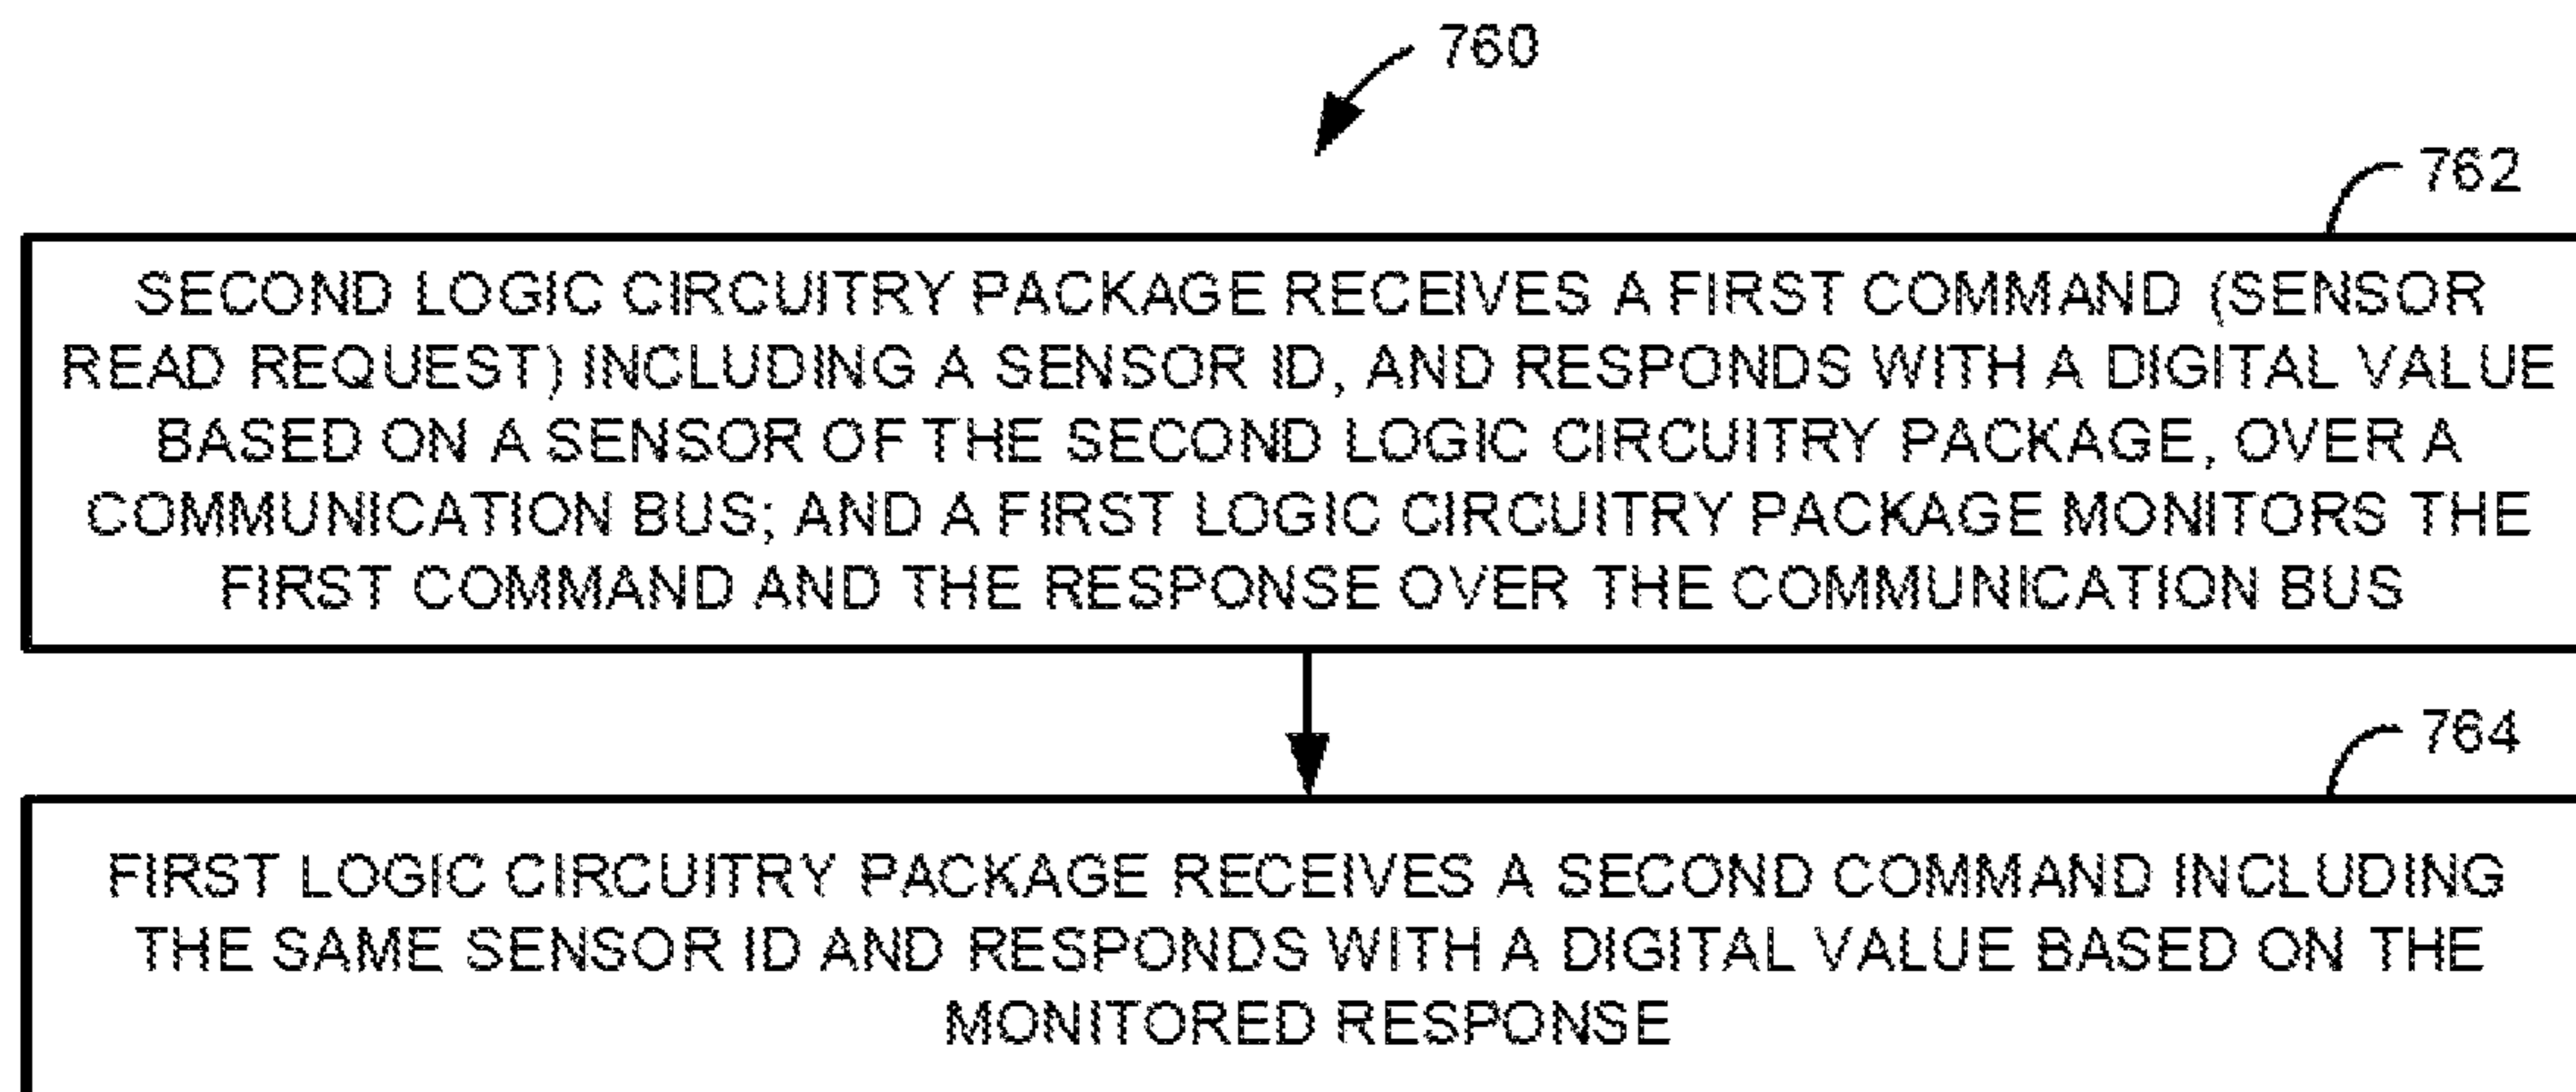 760
762
SECOND LOGIC CIRCUITRY PACKAGE RECEIVES A FIRST COMMAND (SENSOR
READ REQUEST) INCLUDING A SENSOR ID, AND RESPONDS WITH A DIGITAL VALUE
BASED ON A SENSOR OF THE SECOND LOGIC CIRCUITRY PACKAGE, OVER A
COMMUNICATION BUS; AND A FIRST LOGIC CIRCUITRY PACKAGE MONITORS THE
FIRST COMMAND AND THE RESPONSE OVER THE COMMUNICATION BUS
764
FIRST LOGIC CIRCUITRY PACKAGE RECEIVES A SECOND COMMAND INCLUDING
THE SAME SENSOR ID AND RESPONDS WITH A DIGITAL VALUE BASED ON THE
MONITORED RESPONSE